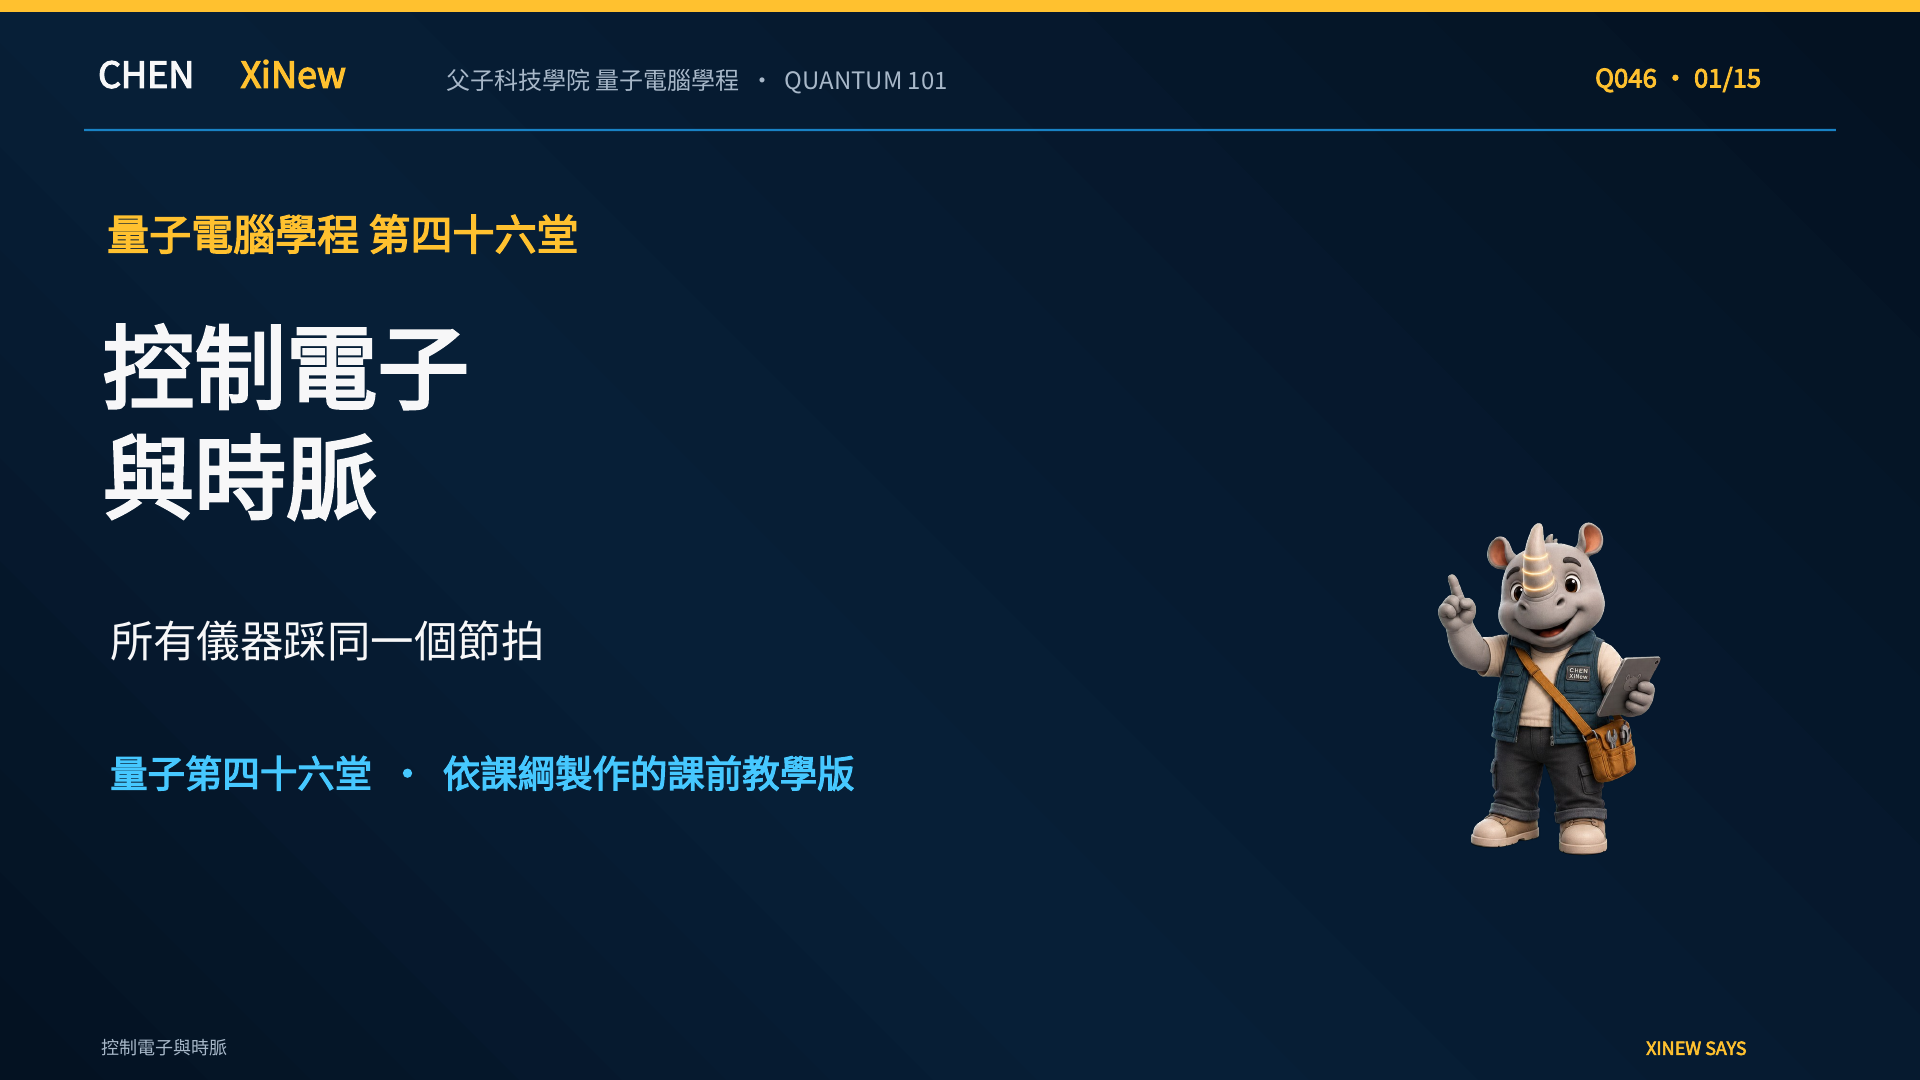 CHEN XiNew 父子科技學院 量子電腦學程 • QUANTUM 101 Q046 • 01/15
量子電腦學程 第四十六堂
控制電子
與時脈
所有儀器踩同一個節拍
量子第四十六堂 • 依課綱製作的課前教學版
CHEN
XiNew
控制電子與時脈 XINEW SAYS